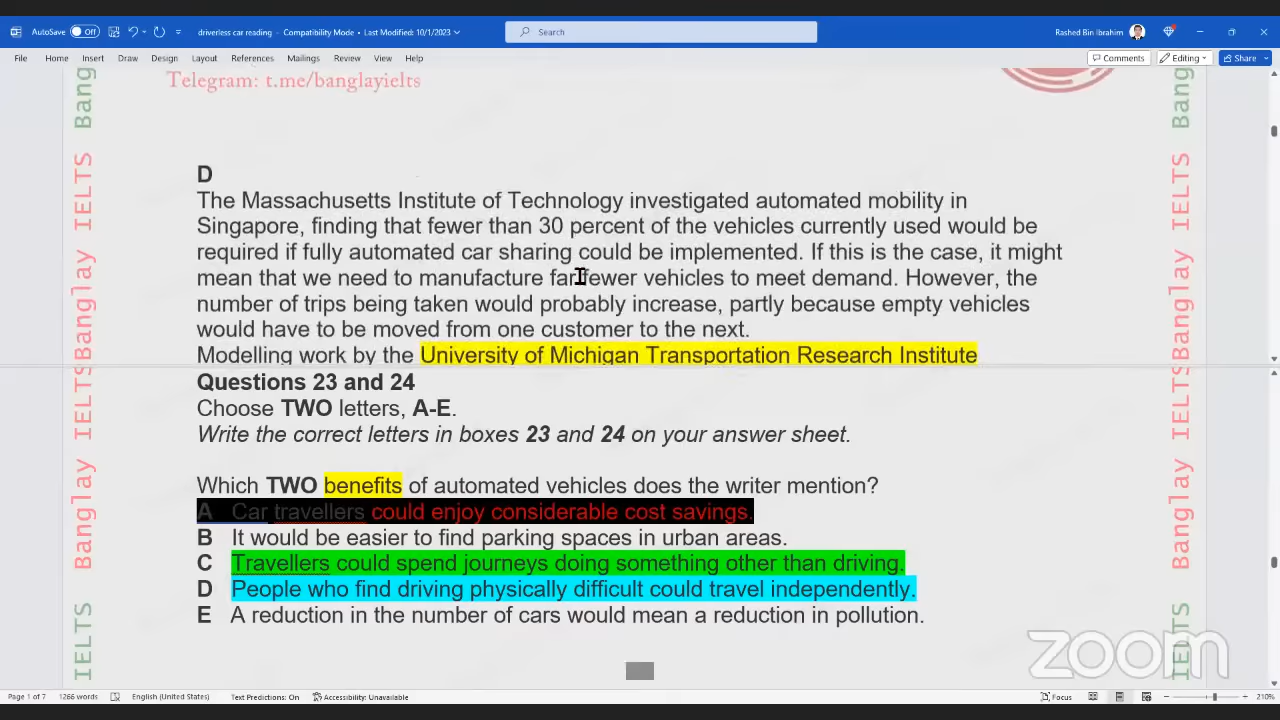 AutoSave Off driverless car reading - Compatibility Mode • Last Modified: 10/1/2023 Search Rashed Bin Ibrahim
File Home Insert Draw Design Layout References Mailings Review View Help Comments Editing Share
Telegram: t.me/banglayielts
Bang
Bang
Banglay IELTS
Banglay IELTS
Banglay IELTS
Banglay IELTS
IELTS
IELTS
D
The Massachusetts Institute of Technology investigated automated mobility in
Singapore, finding that fewer than 30 percent of the vehicles currently used would be
required if fully automated car sharing could be implemented. If this is the case, it might
mean that we need to manufacture far fewer vehicles to meet demand. However, the
number of trips being taken would probably increase, partly because empty vehicles
would have to be moved from one customer to the next.
Modelling work by the University of Michigan Transportation Research Institute
Questions 23 and 24
Choose TWO letters, A-E.
Write the correct letters in boxes 23 and 24 on your answer sheet.
Which TWO benefits of automated vehicles does the writer mention?
A Car travellers could enjoy considerable cost savings.
B It would be easier to find parking spaces in urban areas.
C Travellers could spend journeys doing something other than driving.
D People who find driving physically difficult could travel independently.
E A reduction in the number of cars would mean a reduction in pollution.
zoom
Page 1 of 7 1266 words English (United States) Text Predictions: On Accessibility: Unavailable Focus 210%